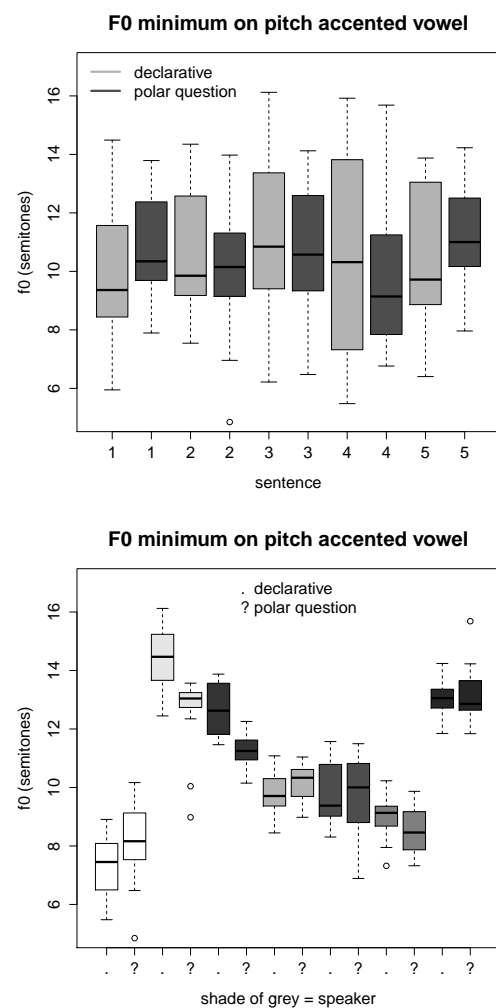 F0 minimum on pitch accented vowel
declarative
polar question
16
14
12
10
8
6
f0 (semitones)
1 1 2 2 3 3 4 4 5 5
sentence
F0 minimum on pitch accented vowel
. declarative
? polar question
16
14
12
10
8
6
f0 (semitones)
. ? . ? . ? . ? . ? . ? . ?
shade of grey = speaker